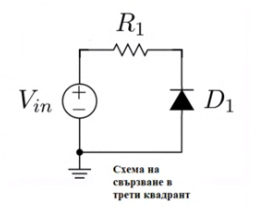 R1
Vin
D1
+
−
Схема на
свързване в
трети квадрант